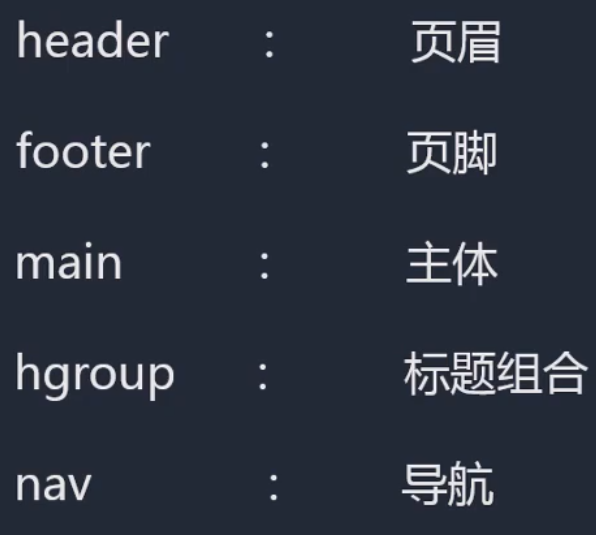 header : 页眉
footer : 页脚
main : 主体
hgroup : 标题组合
nav : 导航